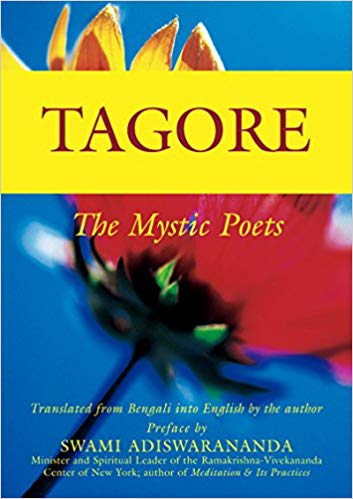 TAGORE
The Mystic Poets
Translated from Bengali into English by the author
Preface by
SWAMI ADISWARANANDA
Minister and Spiritual Leader of the Ramakrishna-Vivekananda
Center of New York; author of Meditation & Its Practices